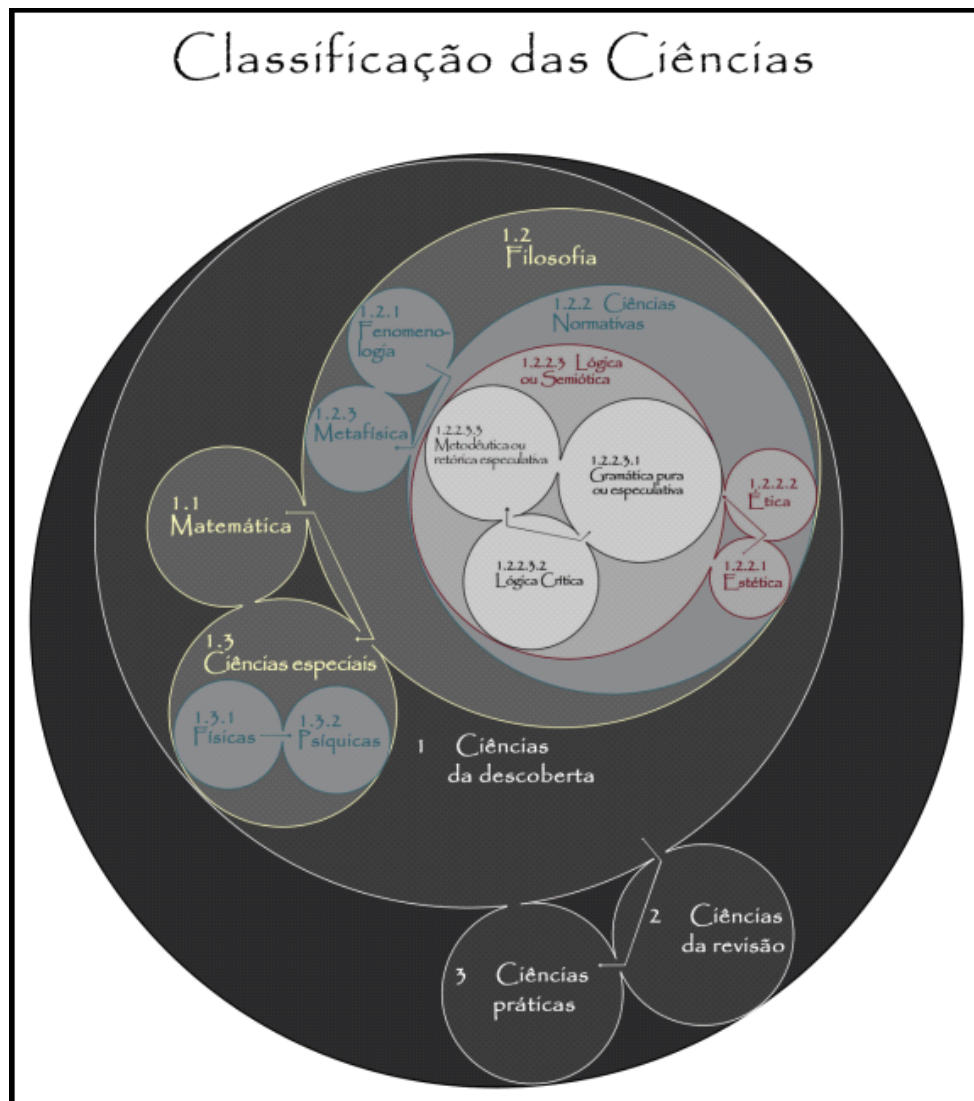 Classificação das Ciências
1.2
Filosofia
1.2.1
Fenomeno-
logia
1.2.2 Ciências
Normativas
1.2.2.3 Lógica
ou Semiótica
1.2.3
Metafísica
1.2.2.3.3
Metodêutica ou
retórica especulativa
1.2.2.3.1
Gramática pura
ou especulativa
1.2.2.2
Ética
1.1
Matemática
1.2.2.3.2
Lógica Crítica
1.2.2.1
Estética
1.3
Ciências especiais
1.3.1
Físicas
1.3.2
Psíquicas
1 Ciências
da descoberta
2 Ciências
da revisão
3 Ciências
práticas